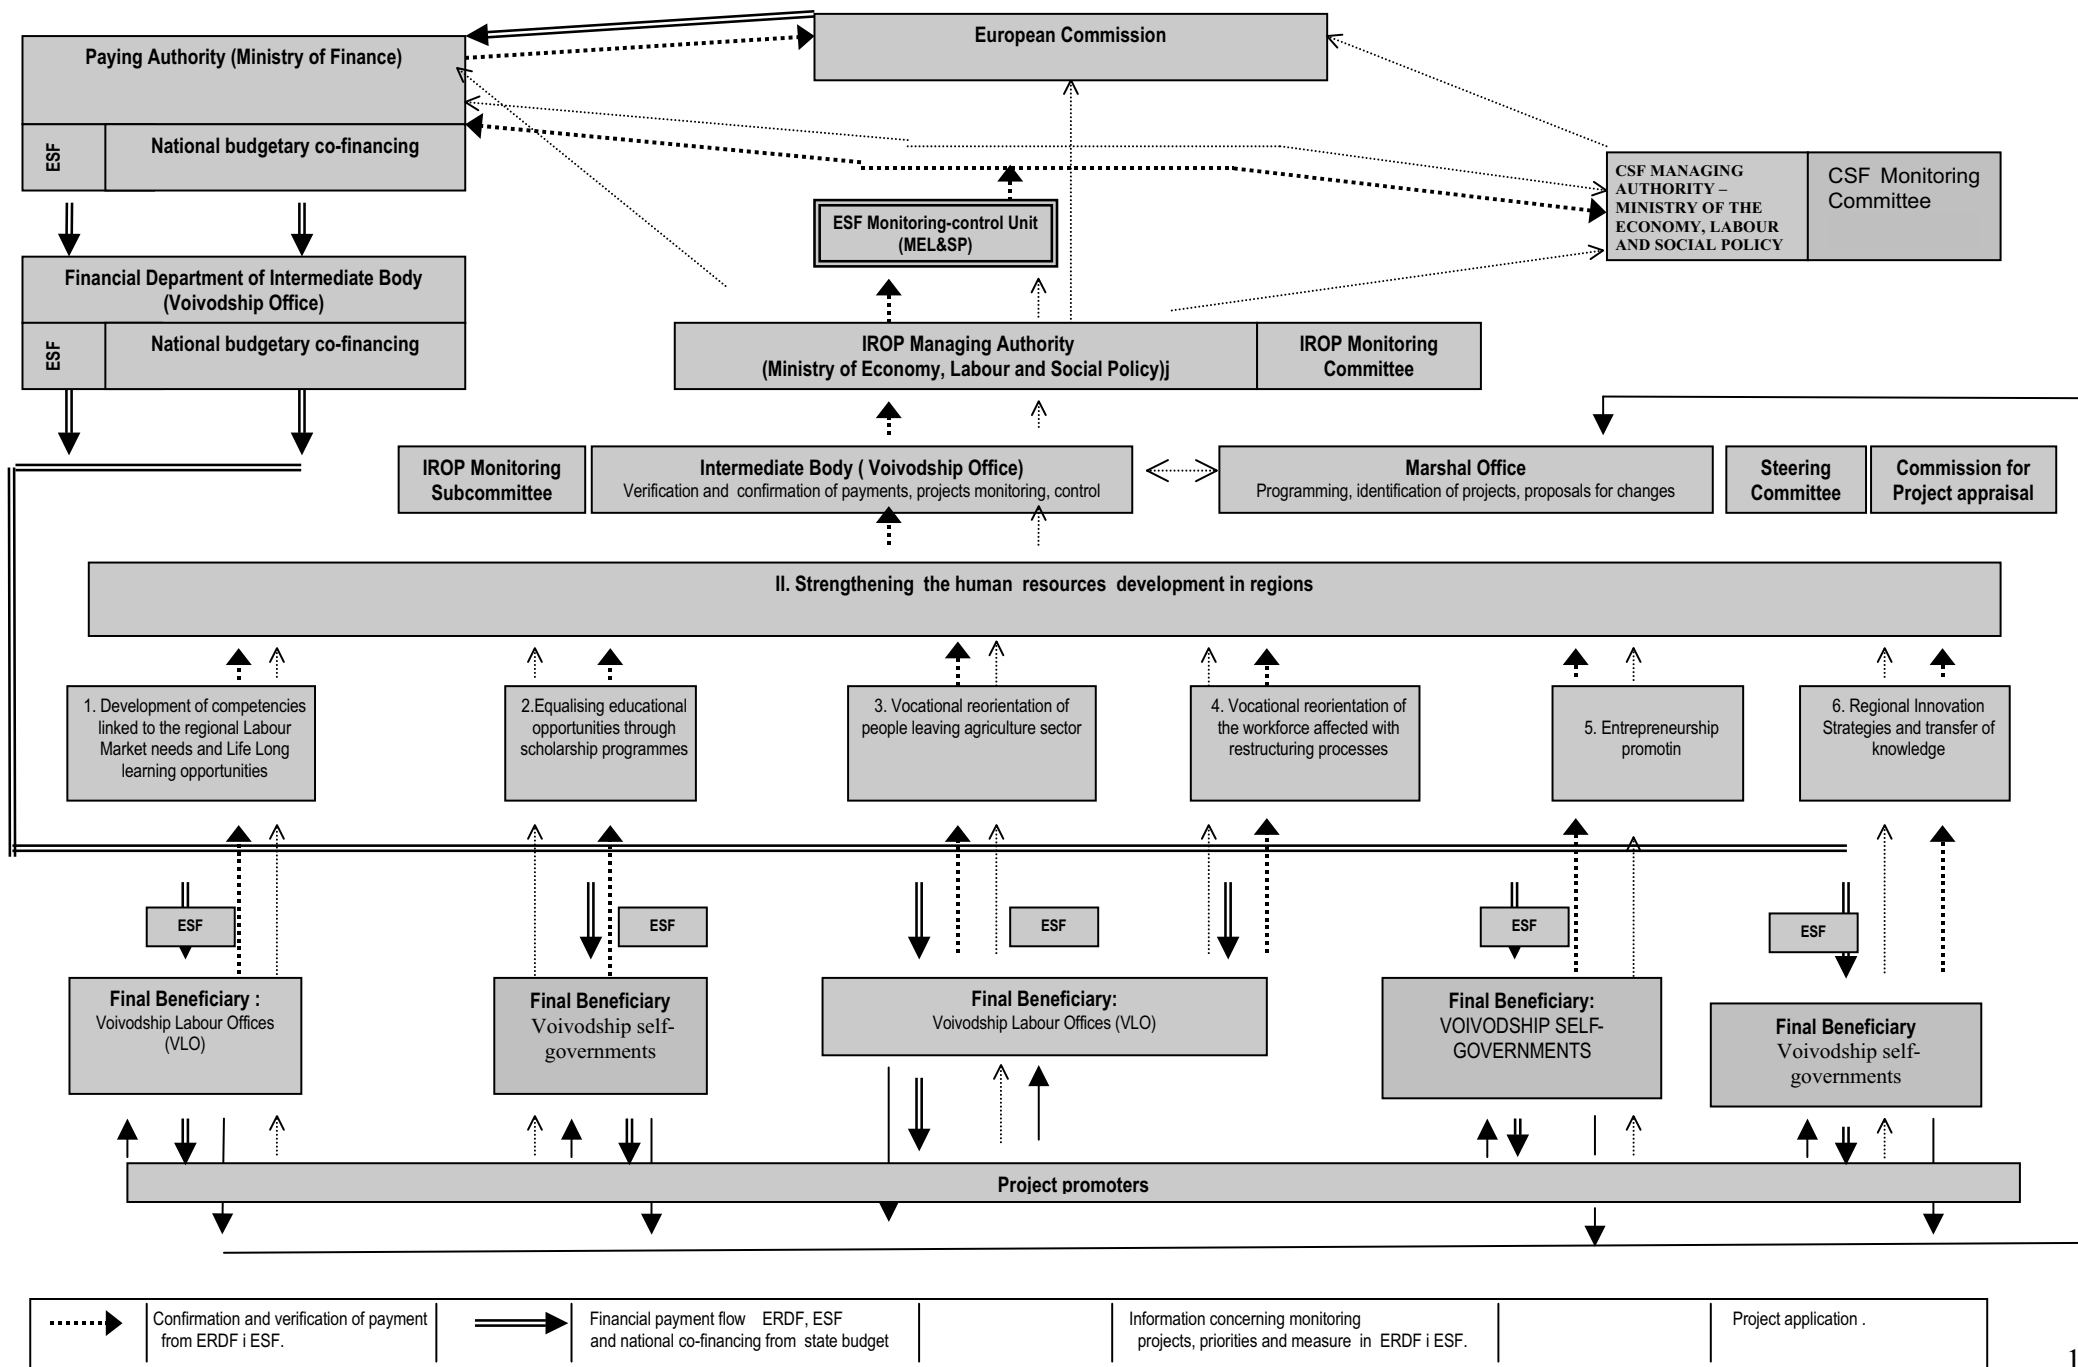 European Commission
Paying Authority (Ministry of Finance)
ESF
National budgetary co-financing
CSF MANAGING
AUTHORITY –
MINISTRY OF THE
ECONOMY, LABOUR
AND SOCIAL POLICY
CSF Monitoring
Committee
ESF Monitoring-control Unit
(MEL&SP)
Financial Department of Intermediate Body
(Voivodship Office)
ESF
National budgetary co-financing
IROP Managing Authority
(Ministry of Economy, Labour and Social Policy)j
IROP Monitoring
Committee
IROP Monitoring
Subcommittee
Intermediate Body ( Voivodship Office)
Verification and confirmation of payments, projects monitoring, control
Marshal Office
Programming, identification of projects, proposals for changes
Steering
Committee
Commission for
Project appraisal
II. Strengthening the human resources development in regions
1. Development of competencies
linked to the regional Labour
Market needs and Life Long
learning opportunities
2.Equalising educational
opportunities through
scholarship programmes
3. Vocational reorientation of
people leaving agriculture sector
4. Vocational reorientation of
the workforce affected with
restructuring processes
5. Entrepreneurship
promotin
6. Regional Innovation
Strategies and transfer of
knowledge
ESF
ESF
ESF
ESF
ESF
Final Beneficiary :
Voivodship Labour Offices
(VLO)
Final Beneficiary
Voivodship self-
governments
Final Beneficiary:
Voivodship Labour Offices (VLO)
Final Beneficiary:
VOIVODSHIP SELF-
GOVERNMENTS
Final Beneficiary
Voivodship self-
governments
Project promoters
Confirmation and verification of payment
from ERDF i ESF.
Financial payment flow ERDF, ESF
and national co-financing from state budget
Information concerning monitoring
projects, priorities and measure in ERDF i ESF.
Project application .
1